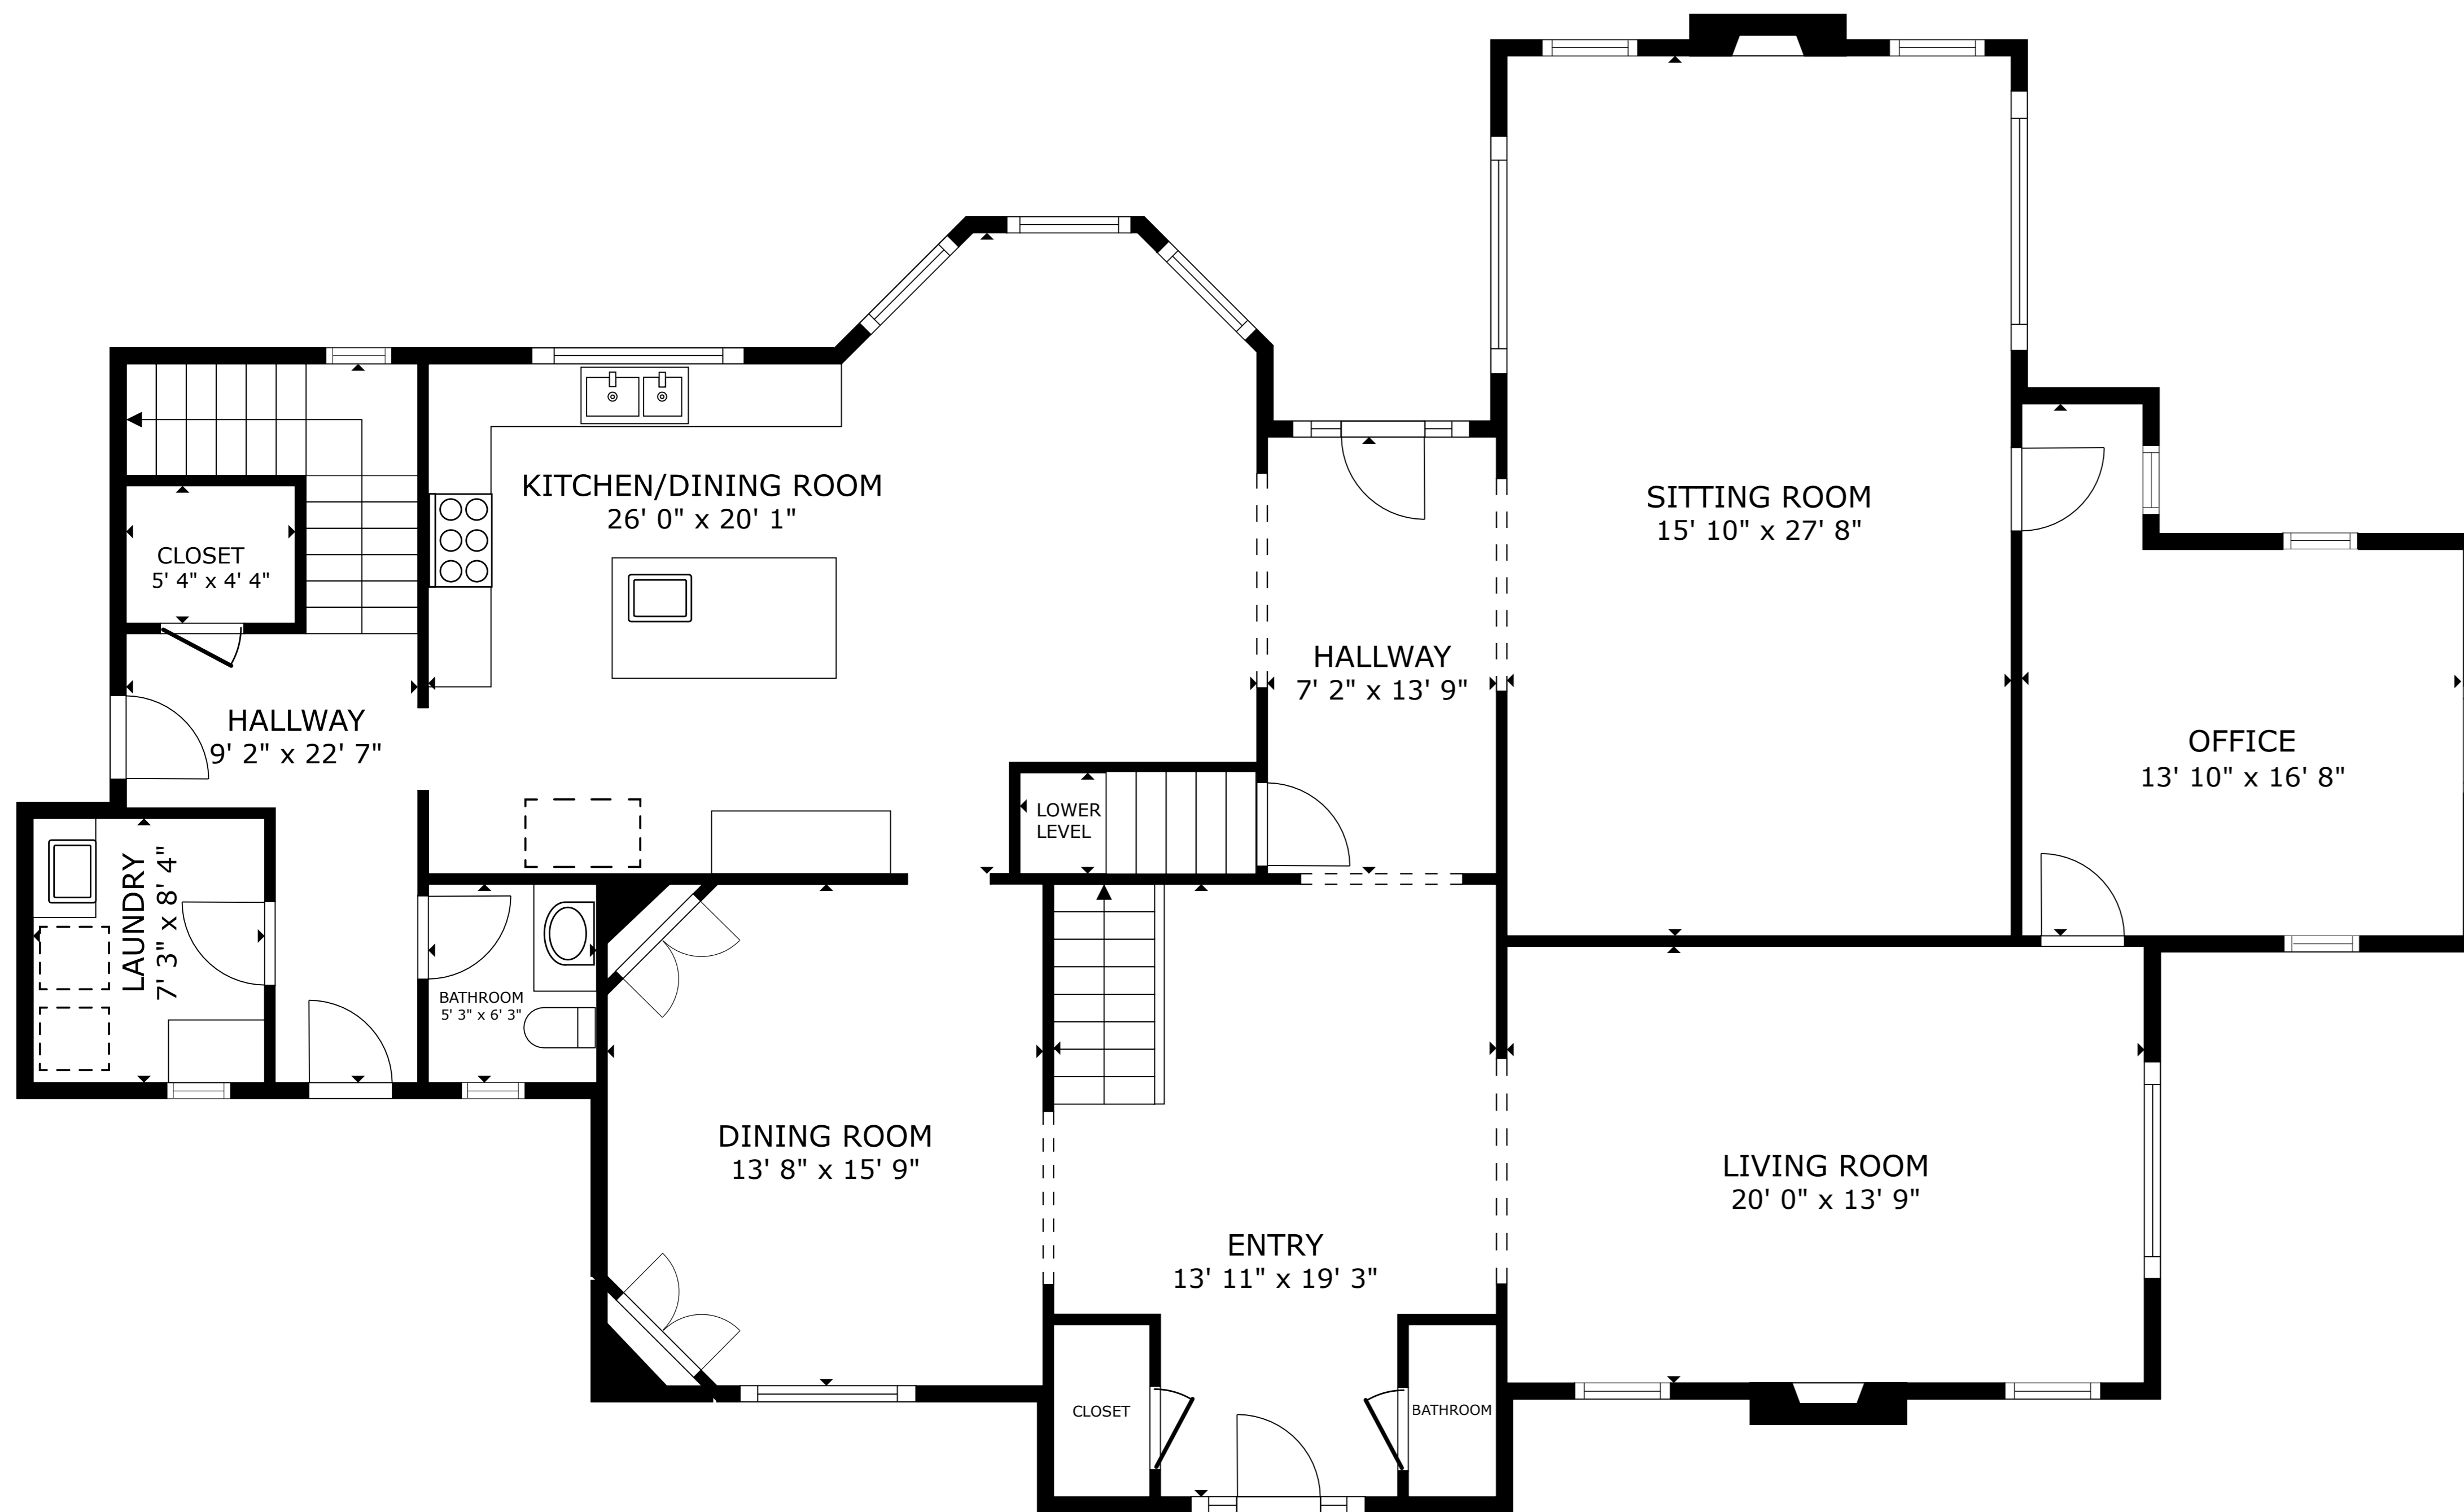 KITCHEN/DINING ROOM
26' 0" x 20' 1"
SITTING ROOM
15' 10" x 27' 8"
CLOSET
5' 4" x 4' 4"
HALLWAY
7' 2" x 13' 9"
HALLWAY
9' 2" x 22' 7"
OFFICE
13' 10" x 16' 8"
LOWER
LEVEL
LAUNDRY
7' 3" x 8' 4"
BATHROOM
5' 3" x 6' 3"
DINING ROOM
13' 8" x 15' 9"
LIVING ROOM
20' 0" x 13' 9"
ENTRY
13' 11" x 19' 3"
CLOSET
BATHROOM